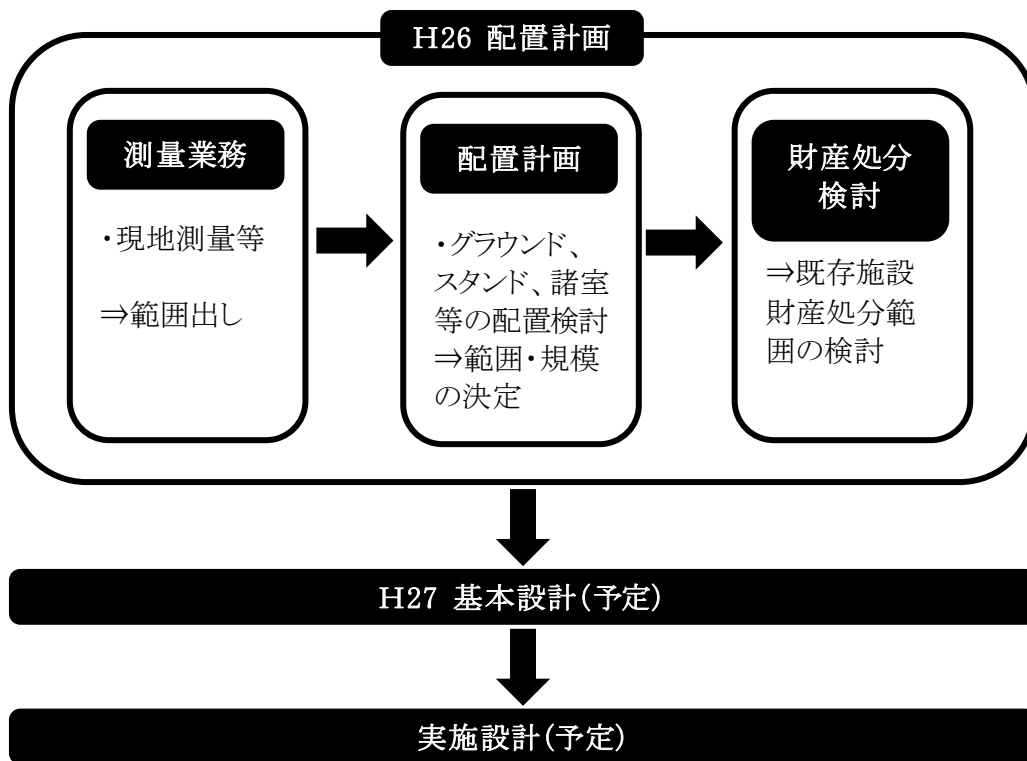 H26 配置計画
測量業務
・現地測量等
⇒範囲出し
配置計画
・グラウンド、
スタンド、諸室
等の配置検討
⇒範囲・規模
の決定
財産処分
検討
⇒既存施設
財産処分範
囲の検討
H27 基本設計(予定)
実施設計(予定)